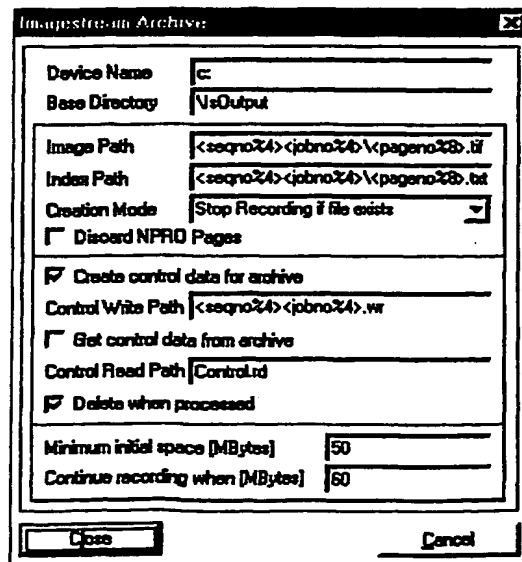 Imagestream Archive
Device Name c:
Base Directory \IsOutput
Image Path <seqno%4><jobno%4>\<pageno%8>.tif
Index Path <seqno%4><jobno%4>\<pageno%8>.txt
Creation Mode Stop Recording if file exists
Discard NPRO Pages
Create control data for archive
Control Write Path <seqno%4><jobno%4>.wr
Get control data from archive
Control Read Path Control.rd
Delete when processed
Minimum initial space [MBytes] 50
Continue recording when [MBytes] 60
Close Cancel